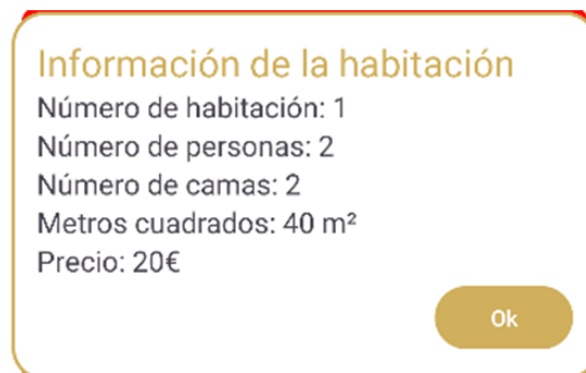 Información de la habitación
Número de habitación: 1
Número de personas: 2
Número de camas: 2
Metros cuadrados: 40 m²
Precio: 20€
Ok